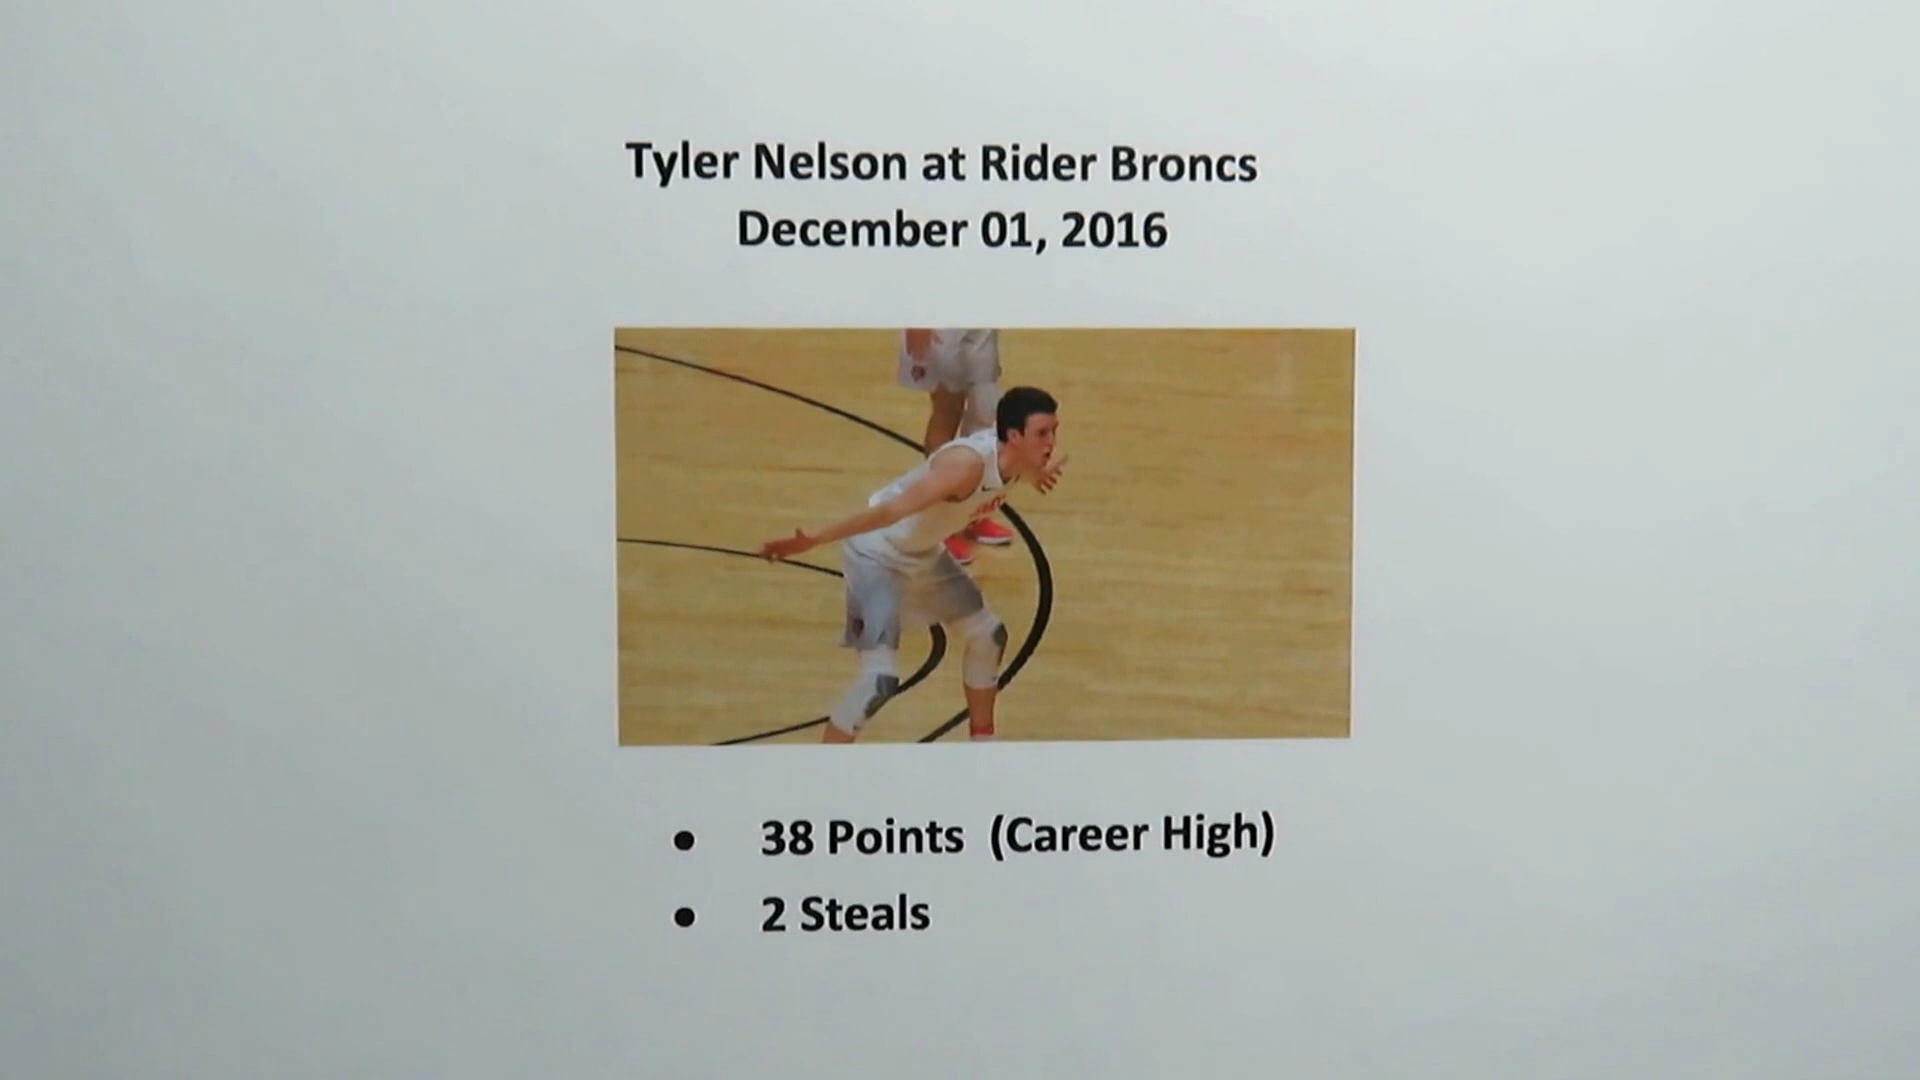 Tyler Nelson at Rider Broncs
December 01, 2016
• 38 Points (Career High)
• 2 Steals